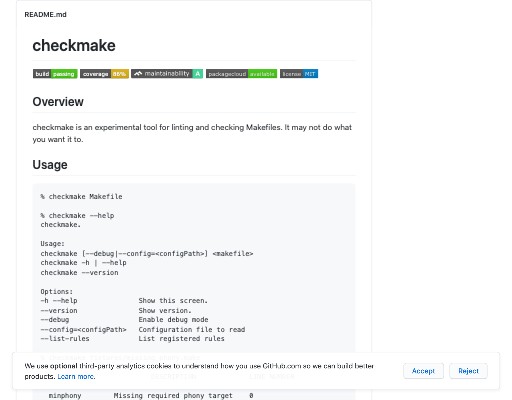 README.md
checkmake
build passing coverage 86% maintainability A packagecloud available license MIT
Overview
checkmake is an experimental tool for linting and checking Makefiles. It may not do what
you want it to.
Usage
% checkmake Makefile
% checkmake --help
checkmake.
Usage:
checkmake [--debug|--config=<configPath>] <makefile>
checkmake -h | --help
checkmake --version
Options:
-h --help Show this screen.
--version Show version.
--debug Enable debug mode
--config=<configPath> Configuration file to read
--list-rules List registered rules
We use optional third-party analytics cookies to understand how you use GitHub.com so we can build better
products. Learn more.
Accept Reject
minphony Missing required phony target 0